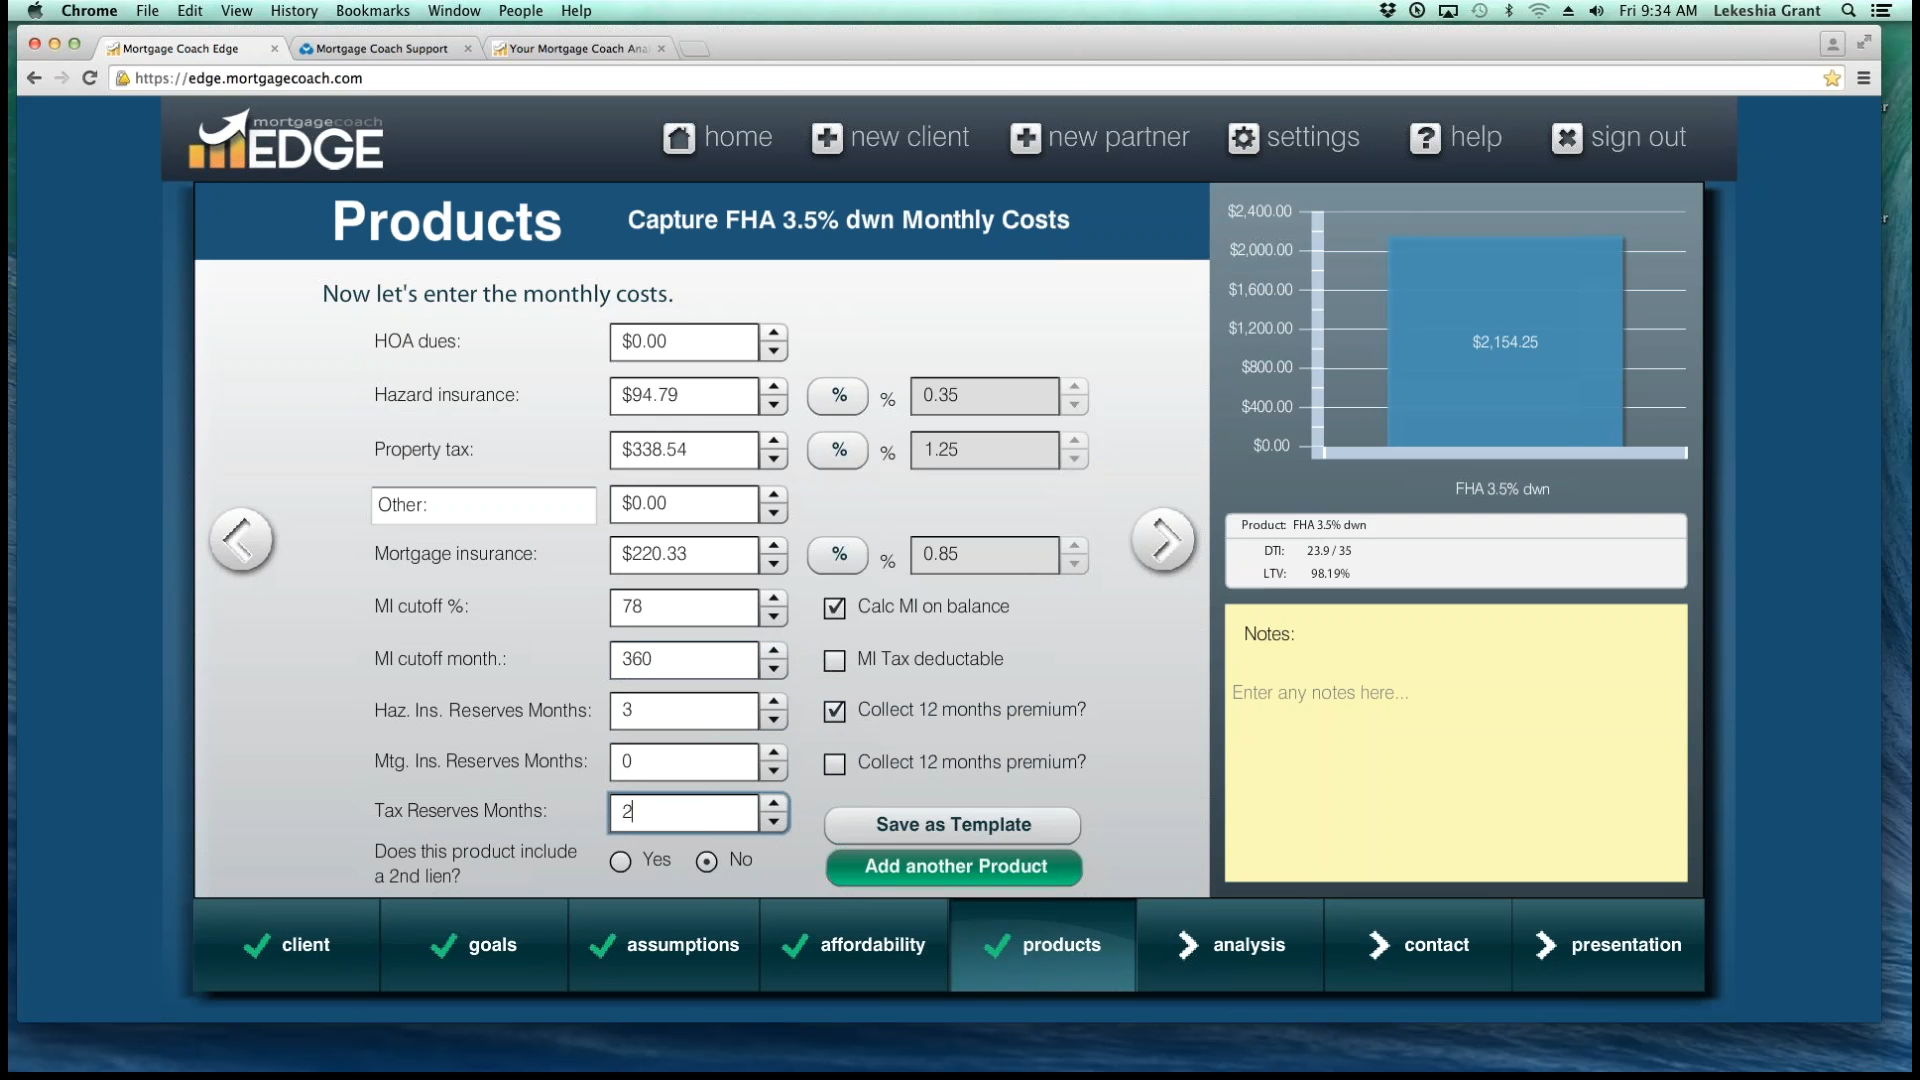 Chrome File Edit View History Bookmarks Window People Help Fri 9:34 AM Lekeshia Grant
Mortgage Coach Edge Mortgage Coach Support Your Mortgage Coach Ana
https://edge.mortgagecoach.com
mortgagecoach
EDGE
home new client new partner settings help sign out
Products Capture FHA 3.5% dwn Monthly Costs
Now let's enter the monthly costs.
HOA dues: $0.00
Hazard insurance: $94.79 % % 0.35
Property tax: $338.54 % % 1.25
Other: $0.00
Mortgage insurance: $220.33 % % 0.85
MI cutoff %: 78 Calc MI on balance
MI cutoff month.: 360 MI Tax deductable
Haz. Ins. Reserves Months: 3 Collect 12 months premium?
Mtg. Ins. Reserves Months: 0 Collect 12 months premium?
Tax Reserves Months: 2
Save as Template
Does this product include
a 2nd lien?
Yes No
Add another Product
$2,400.00
$2,000.00
$1,600.00
$1,200.00
$800.00
$400.00
$0.00
$2,154.25
FHA 3.5% dwn
Product: FHA 3.5% dwn
DTI: 23.9 / 35
LTV: 98.19%
Notes:
Enter any notes here...
client goals assumptions affordability products analysis contact presentation